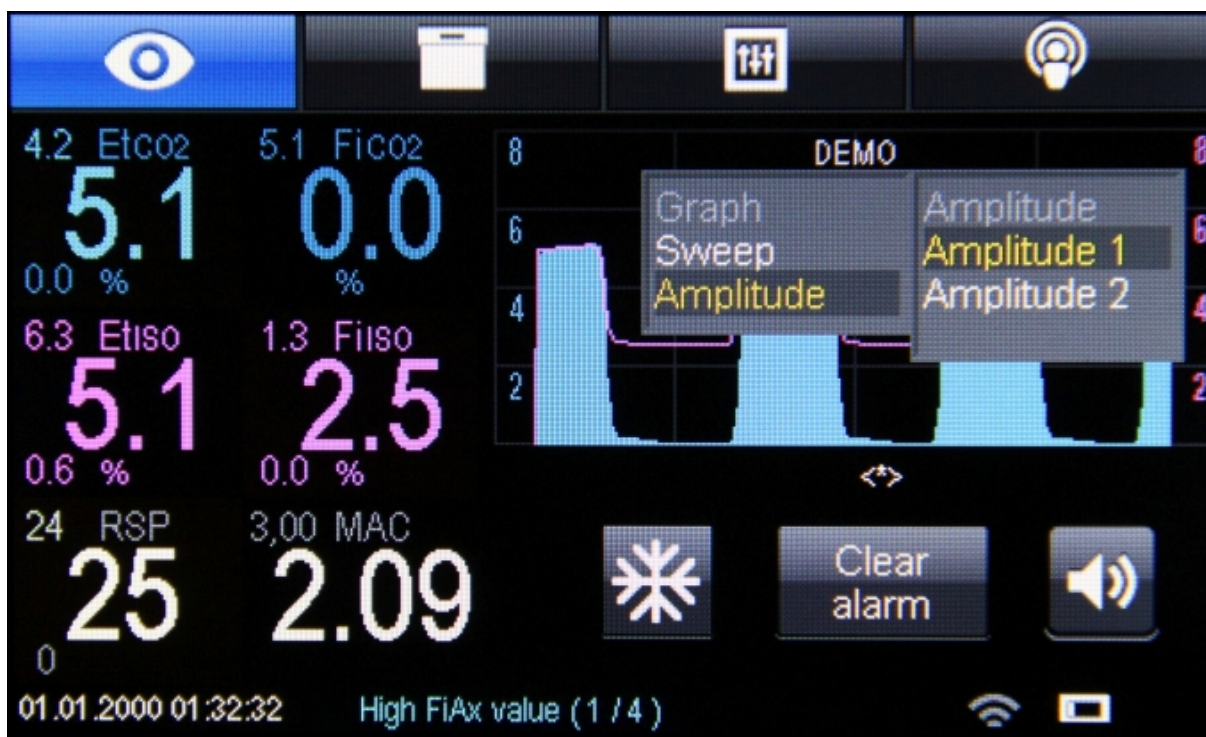 4.2 Etco2
5.1
0.0 %
5.1 Fico2
0.0
%
6.3 Etiso
5.1
0.6 %
1.3 Fiiso
2.5
0.0 %
24 RSP
25
0
3,00 MAC
2.09
DEMO
8 8
6 6
4 4
2 2
Graph
Sweep
Amplitude
Amplitude
Amplitude 1
Amplitude 2
<*>
Clear
alarm
01.01.2000 01:32:32 High FiAx value ( 1 / 4 )